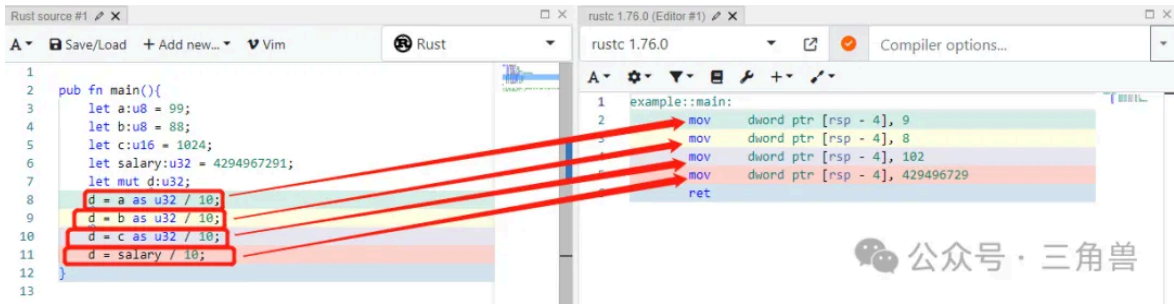 Rust source #1
A Save/Load + Add new... Vim Rust
1
2 pub fn main(){
3 let a:u8 = 99;
4 let b:u8 = 88;
5 let c:u16 = 1024;
6 let salary:u32 = 4294967291;
7 let mut d:u32;
8 d = a as u32 / 10;
9 d = b as u32 / 10;
10 d = c as u32 / 10;
11 d = salary / 10;
12 }
13
rustc 1.76.0 (Editor #1)
rustc 1.76.0 Compiler options...
A
1 example::main:
2 mov dword ptr [rsp - 4], 9
mov dword ptr [rsp - 4], 8
mov dword ptr [rsp - 4], 102
mov dword ptr [rsp - 4], 429496729
ret
公众号 · 三角兽